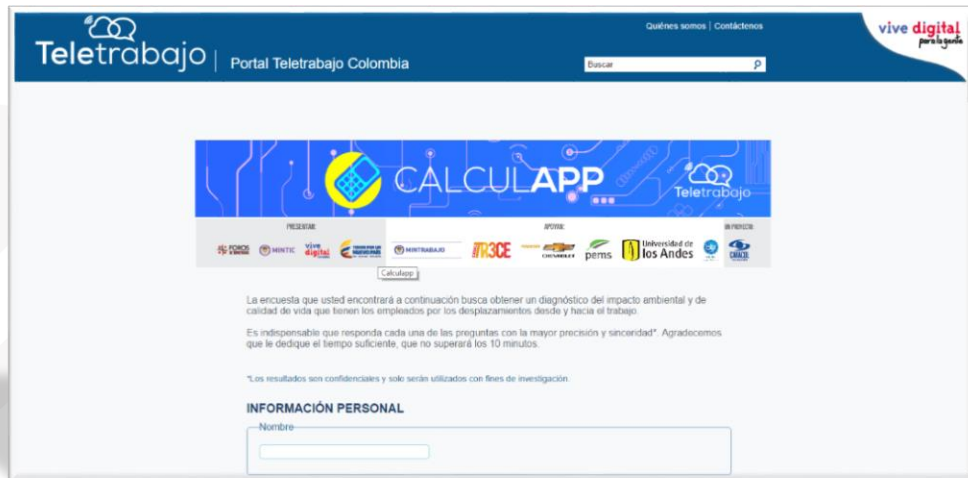 Teletrabajo | Portal Teletrabajo Colombia
Quiénes somos | Contáctenos
Buscar
vive digital
para la gente
CALCULAPP
Teletrabajo
PRESENTAN:
APOYAN:
UN PROYECTO
FOROS
MINTIC
vive digital
MINTRABAJO
TR3CE
CHEVROLET
pems
Universidad de los Andes
CARACOL
Calculapp
La encuesta que usted encontrará a continuación busca obtener un diagnóstico del impacto ambiental y de
calidad de vida que tienen los empleados por los desplazamientos desde y hacia el trabajo.
Es indispensable que responda cada una de las preguntas con la mayor precisión y sinceridad*. Agradecemos
que le dedique el tiempo suficiente, que no superará los 10 minutos.
*Los resultados son confidenciales y solo serán utilizados con fines de investigación.
INFORMACIÓN PERSONAL
Nombre